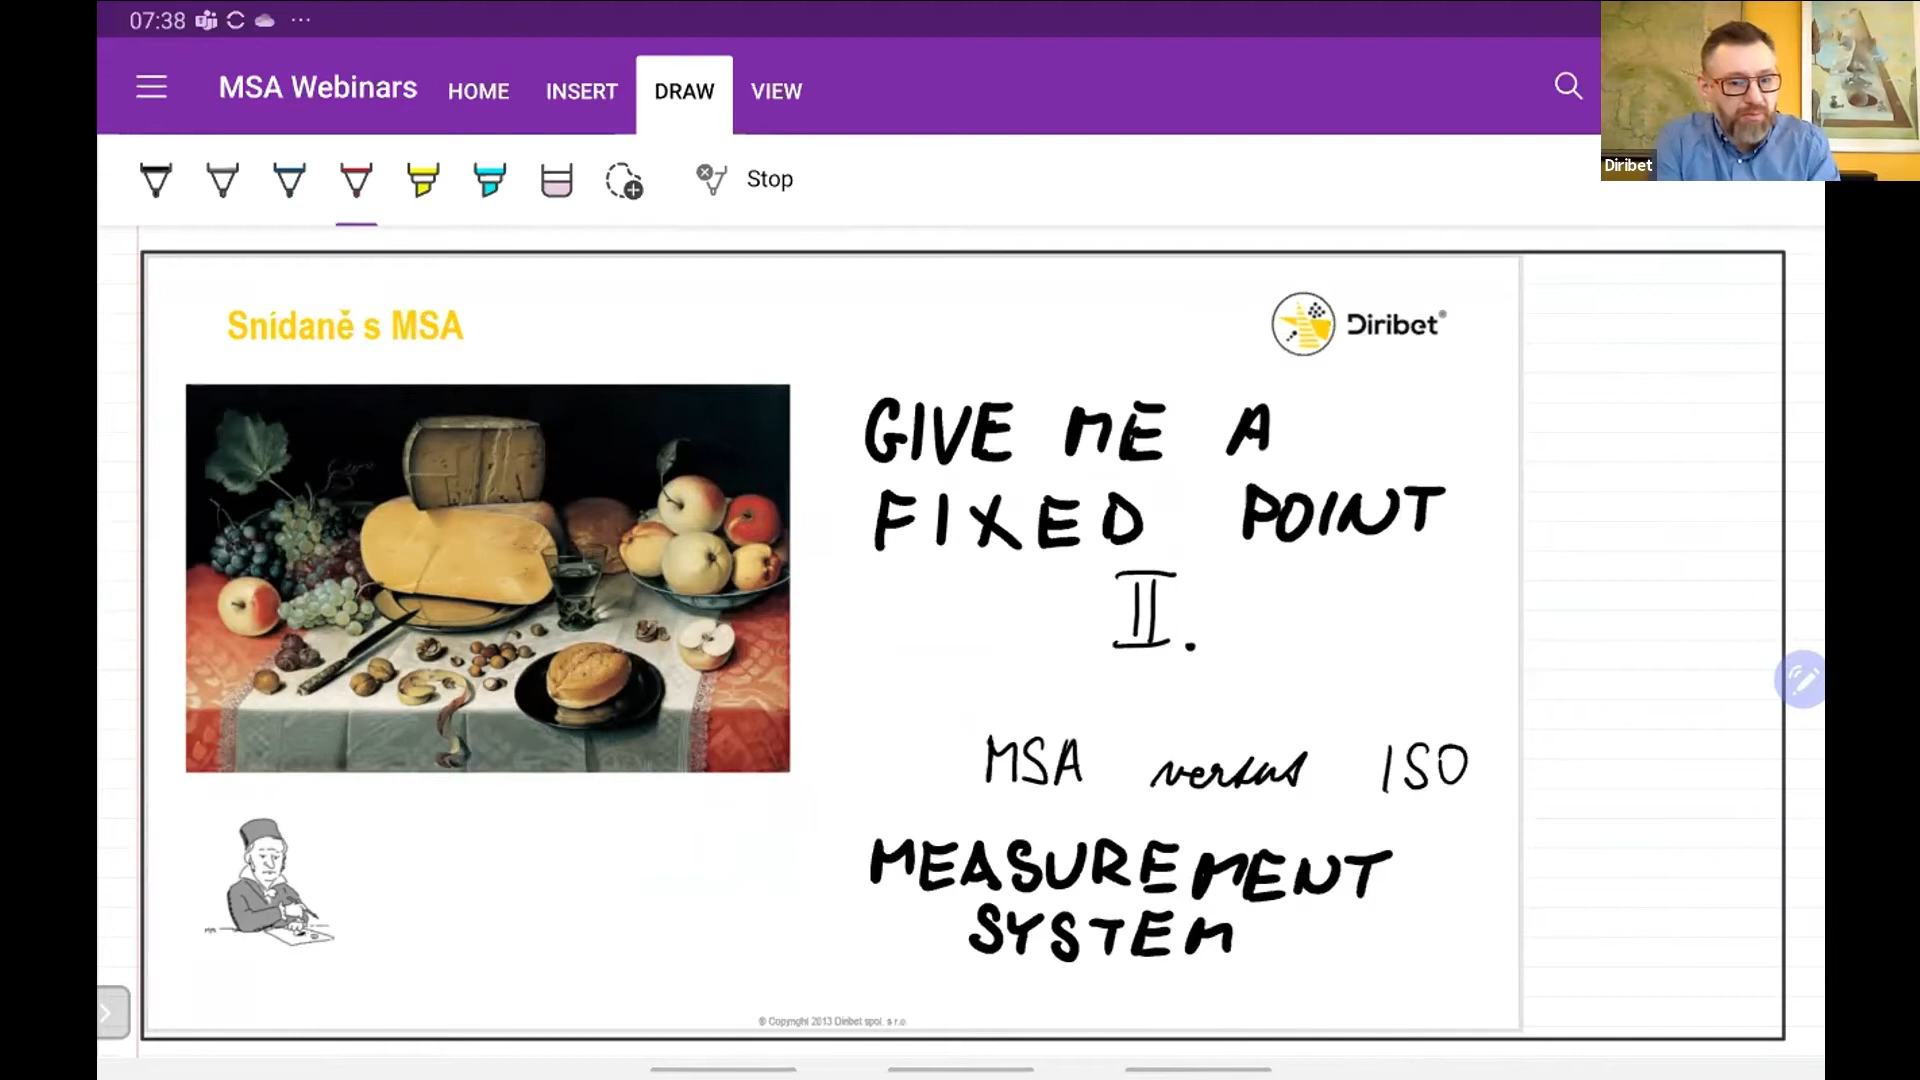 07:38
MSA Webinars HOME INSERT DRAW VIEW
Diribet
Stop
Snídaně s MSA
Diribet®
GIVE ME A
FIXED POINT
II.
MSA versus ISO
MEASUREMENT
SYSTEM
© Copyright 2013 Diribet spol. s r.o.